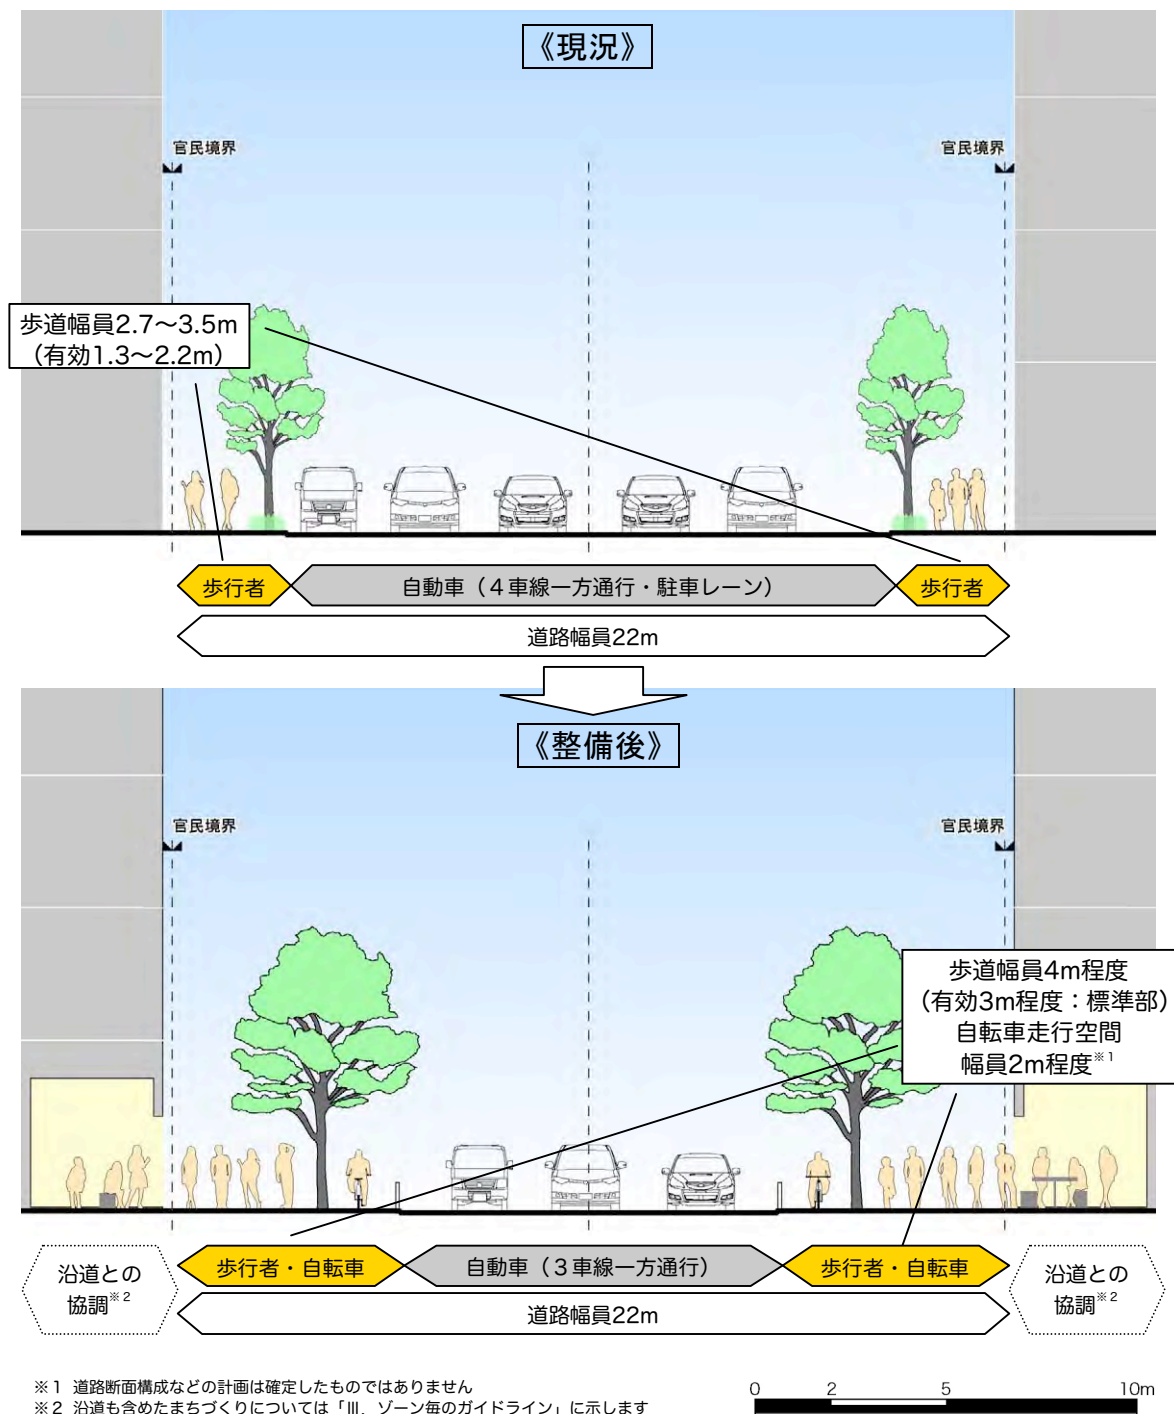 《現況》
官民境界
官民境界
歩道幅員2.7～3.5m
（有効1.3～2.2m）
歩行者
自動車（４車線一方通行・駐車レーン）
歩行者
道路幅員22m
《整備後》
官民境界
官民境界
歩道幅員4m程度
（有効3m程度：標準部）
自転車走行空間
幅員2m程度※1
沿道との
協調※2
歩行者・自転車
自動車（３車線一方通行）
歩行者・自転車
沿道との
協調※2
道路幅員22m
※１ 道路断面構成などの計画は確定したものではありません
※２ 沿道も含めたまちづくりについては「Ⅲ．ゾーン毎のガイドライン」に示します
0 2 5 10m